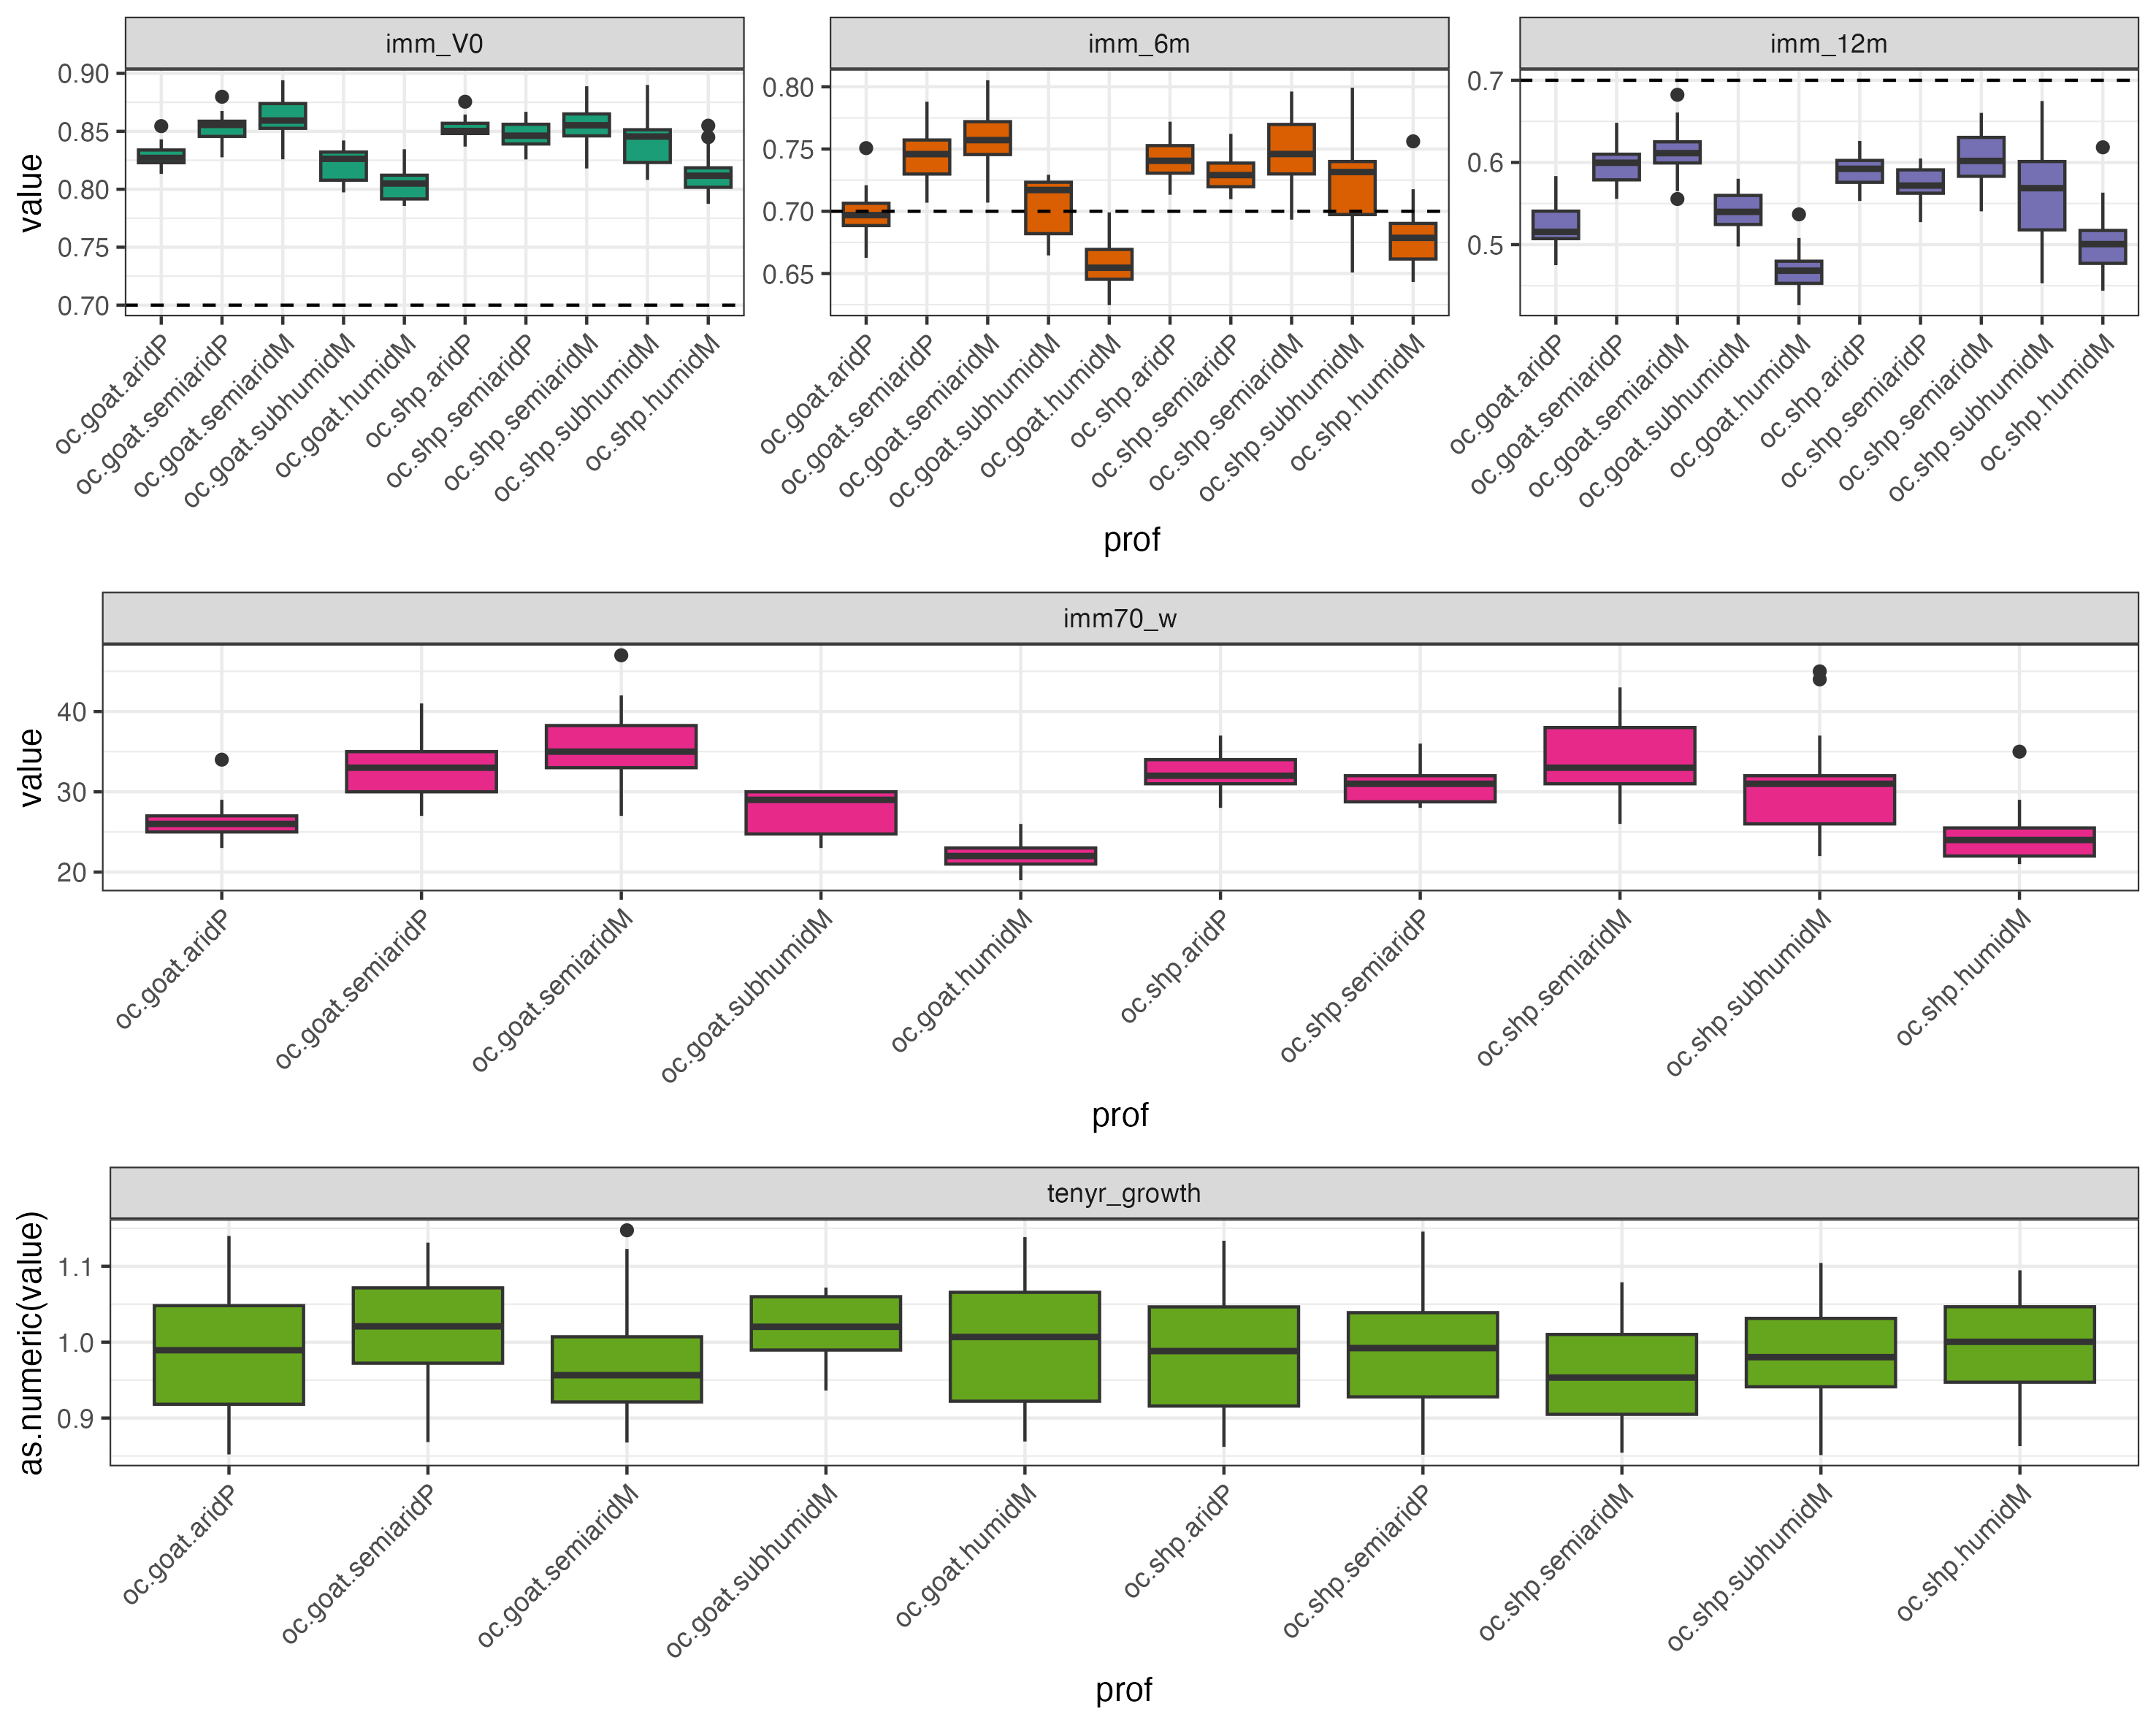 imm_V0
imm_6m
imm_12m
value
0.90
0.85
0.80
0.75
0.70
0.80
0.75
0.70
0.65
0.7
0.6
0.5
oc.goat.aridP
oc.goat.semiaridP
oc.goat.semiaridM
oc.goat.subhumidM
oc.goat.humidM
oc.shp.aridP
oc.shp.semiaridP
oc.shp.semiaridM
oc.shp.subhumidM
oc.shp.humidM
oc.goat.aridP
oc.goat.semiaridP
oc.goat.semiaridM
oc.goat.subhumidM
oc.goat.humidM
oc.shp.aridP
oc.shp.semiaridP
oc.shp.semiaridM
oc.shp.subhumidM
oc.shp.humidM
oc.goat.aridP
oc.goat.semiaridP
oc.goat.semiaridM
oc.goat.subhumidM
oc.goat.humidM
oc.shp.aridP
oc.shp.semiaridP
oc.shp.semiaridM
oc.shp.subhumidM
oc.shp.humidM
prof
imm70_w
value
40
30
20
oc.goat.aridP
oc.goat.semiaridP
oc.goat.semiaridM
oc.goat.subhumidM
oc.goat.humidM
oc.shp.aridP
oc.shp.semiaridP
oc.shp.semiaridM
oc.shp.subhumidM
oc.shp.humidM
prof
tenyr_growth
as.numeric(value)
1.1
1.0
0.9
oc.goat.aridP
oc.goat.semiaridP
oc.goat.semiaridM
oc.goat.subhumidM
oc.goat.humidM
oc.shp.aridP
oc.shp.semiaridP
oc.shp.semiaridM
oc.shp.subhumidM
oc.shp.humidM
prof